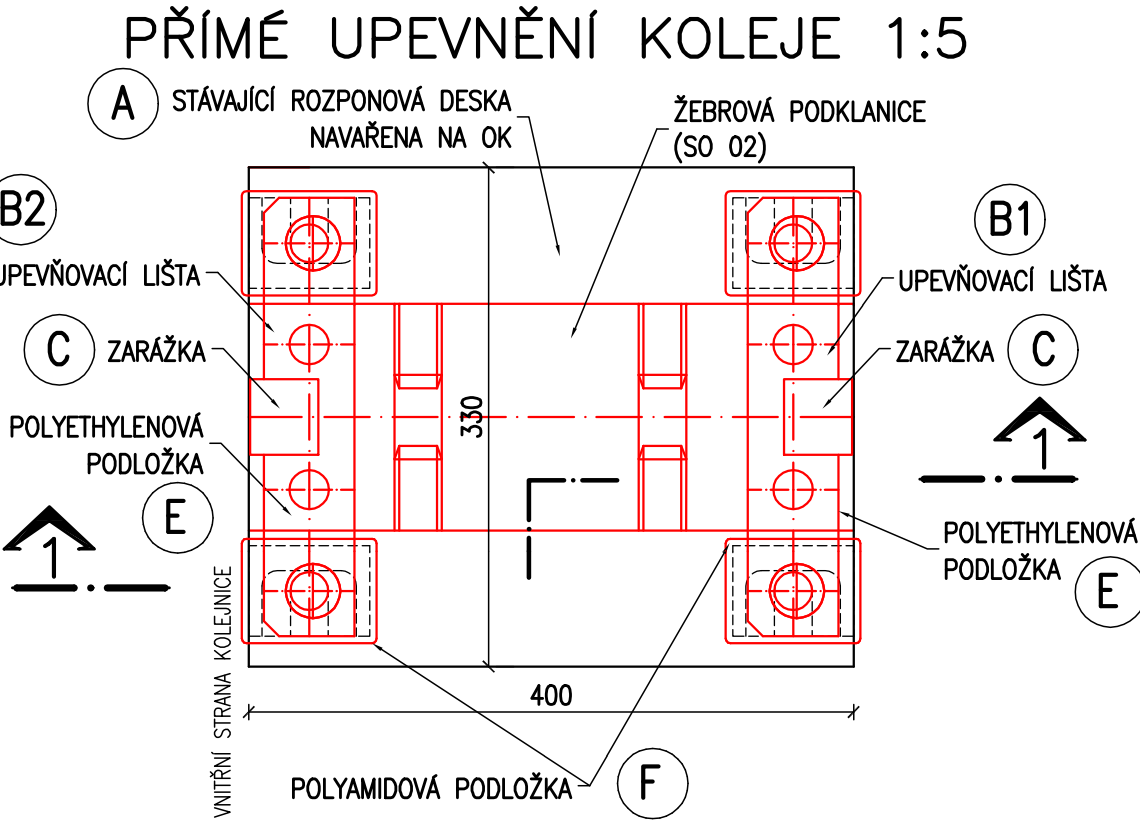 PŘÍMÉ UPEVNĚNÍ KOLEJE 1:5
A
STÁVAJÍCÍ ROZPONOVÁ DESKA
NAVAŘENA NA OK
ŽEBROVÁ PODKLANICE
(SO 02)
B2
B1
UPEVŇOVACÍ LIŠTA
UPEVŇOVACÍ LIŠTA
C
ZARÁŽKA
ZARÁŽKA
C
330
POLYETHYLENOVÁ
PODLOŽKA
E
1
1
POLYETHYLENOVÁ
PODLOŽKA
E
VNITŘNÍ STRANA KOLEJNICE
400
POLYAMIDOVÁ PODLOŽKA
F